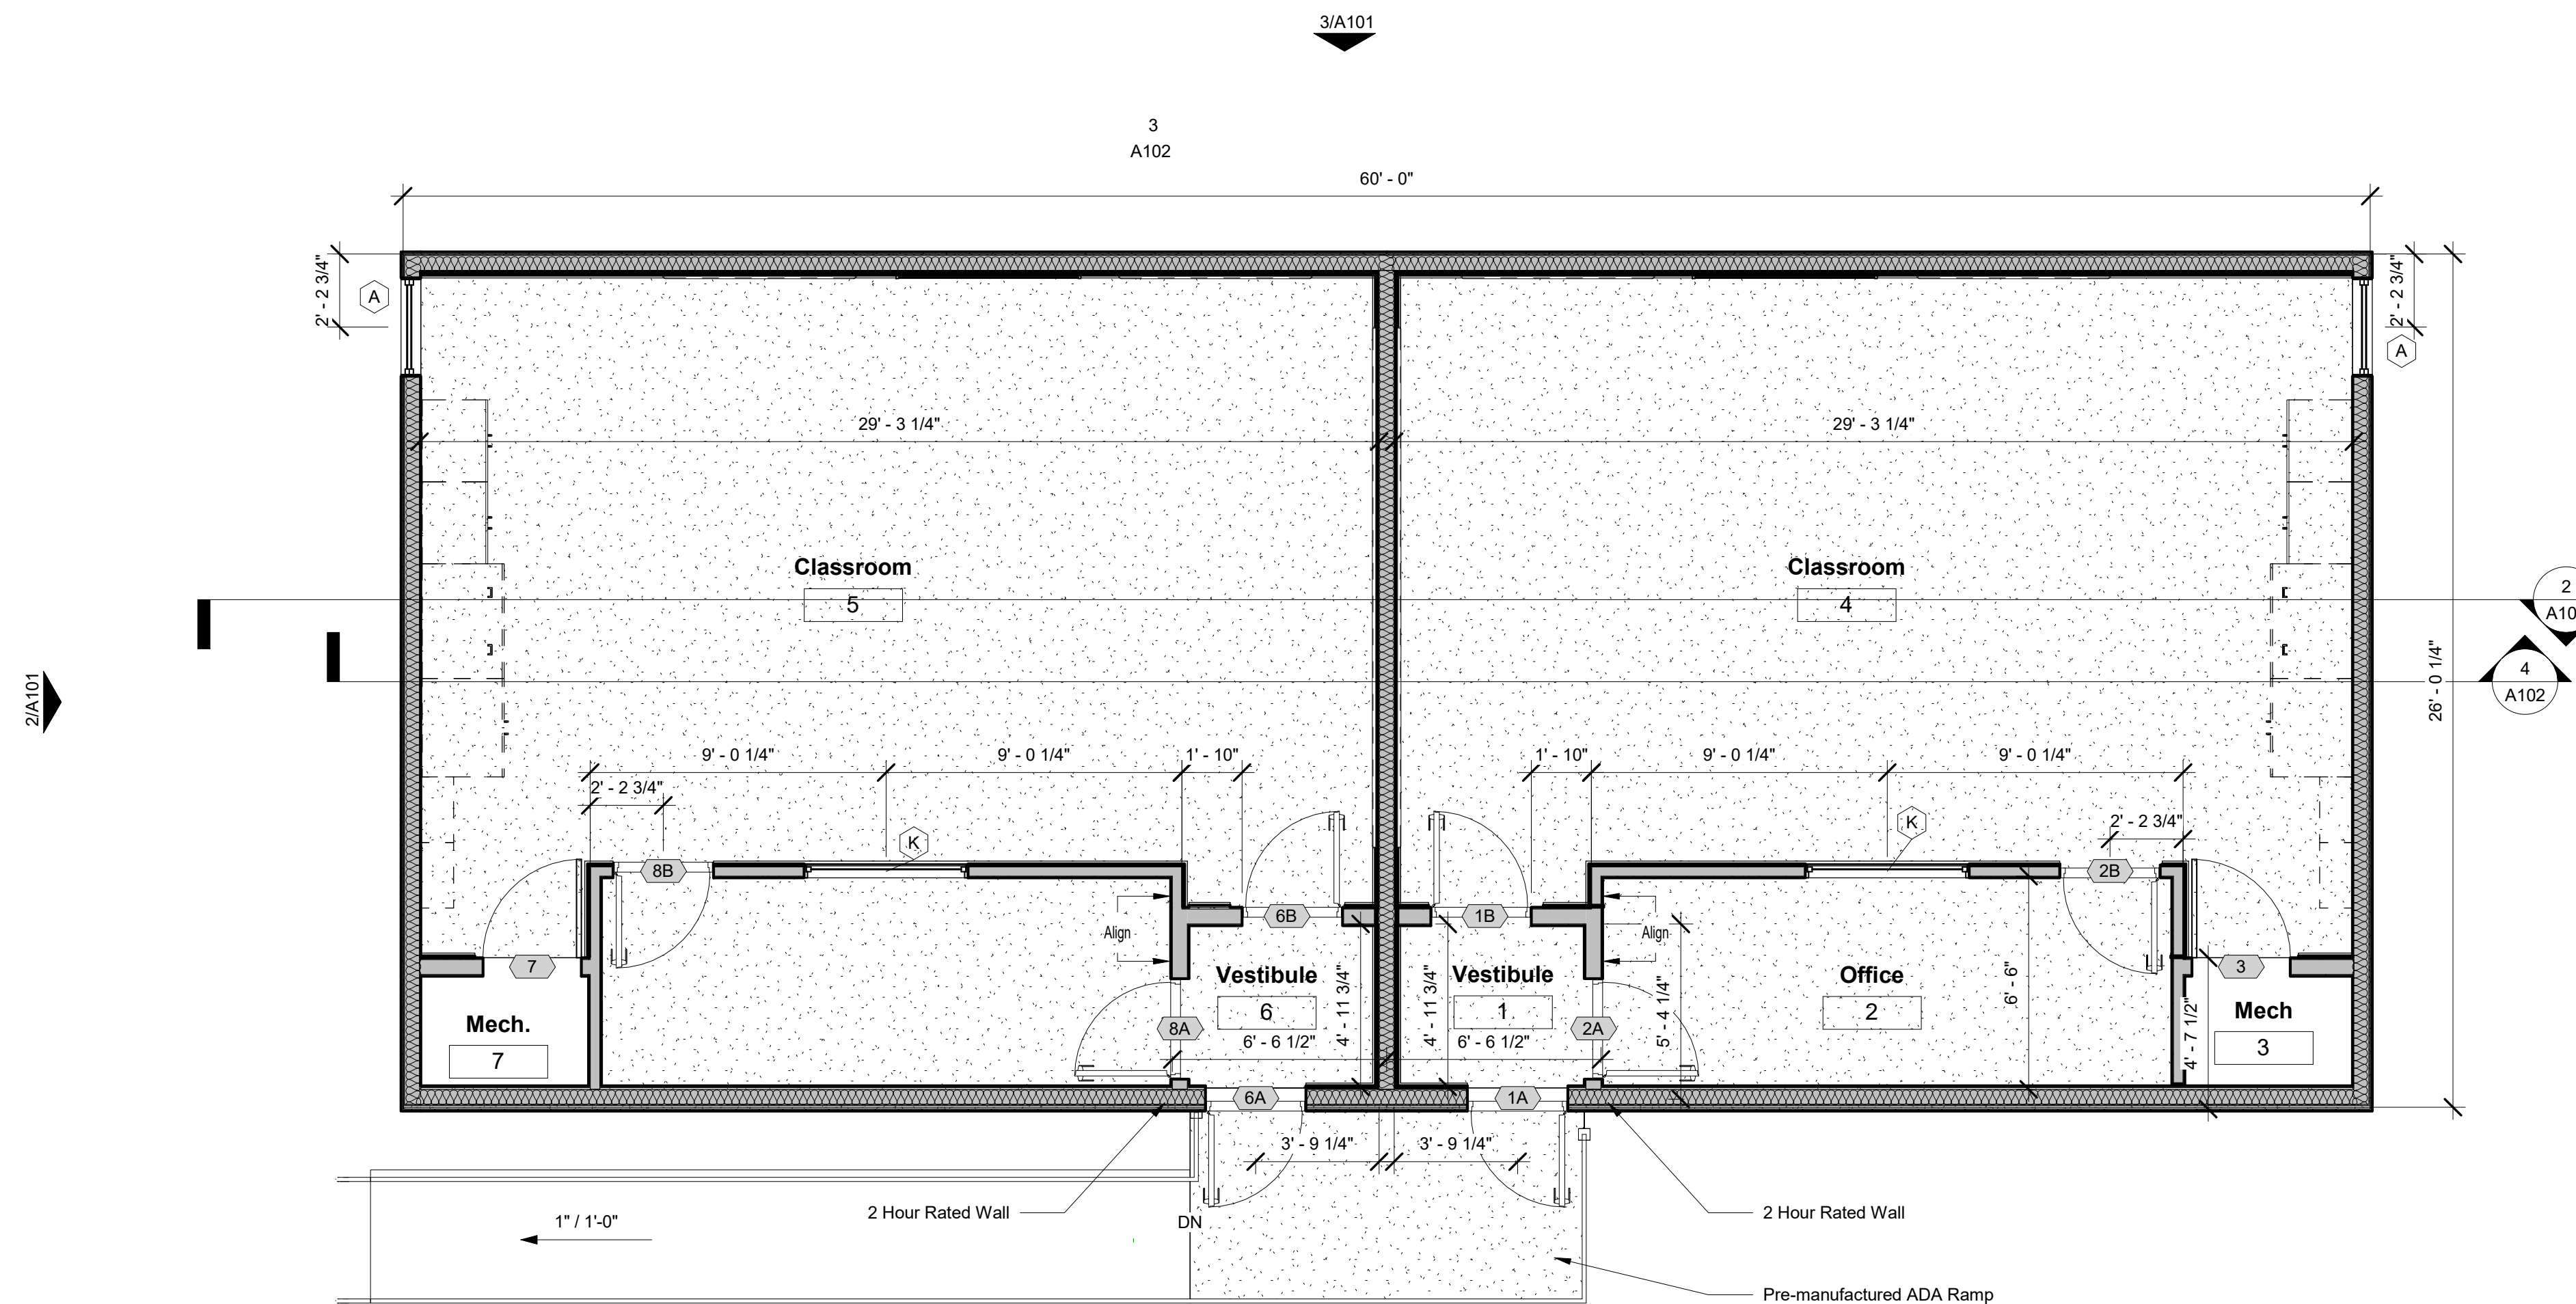 3/A101
3
A102
60' - 0"
2' - 2 3/4"
A
2' - 2 3/4"
A
29' - 3 1/4"
29' - 3 1/4"
Classroom
5
Classroom
4
2
A10
4
A102
26' - 0 1/4"
2/A101
9' - 0 1/4"
9' - 0 1/4"
1' - 10"
1' - 10"
9' - 0 1/4"
9' - 0 1/4"
2' - 2 3/4"
2' - 2 3/4"
K
K
8B
2B
6B
1B
Align
Align
7
3
Vestibule
6
Vestibule
1
Office
2
4' - 11 3/4"
4' - 11 3/4"
5' - 4 1/4"
6' - 6"
4' - 7 1/2"
Mech.
7
Mech
3
8A
2A
6' - 6 1/2"
6' - 6 1/2"
6A
1A
3' - 9 1/4"
3' - 9 1/4"
2 Hour Rated Wall
2 Hour Rated Wall
1" / 1'-0"
DN
Pre-manufactured ADA Ramp